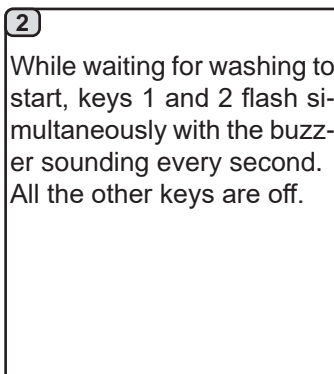 2
While waiting for washing to
start, keys 1 and 2 flash si-
multaneously with the buzz-
er sounding every second.
All the other keys are off.